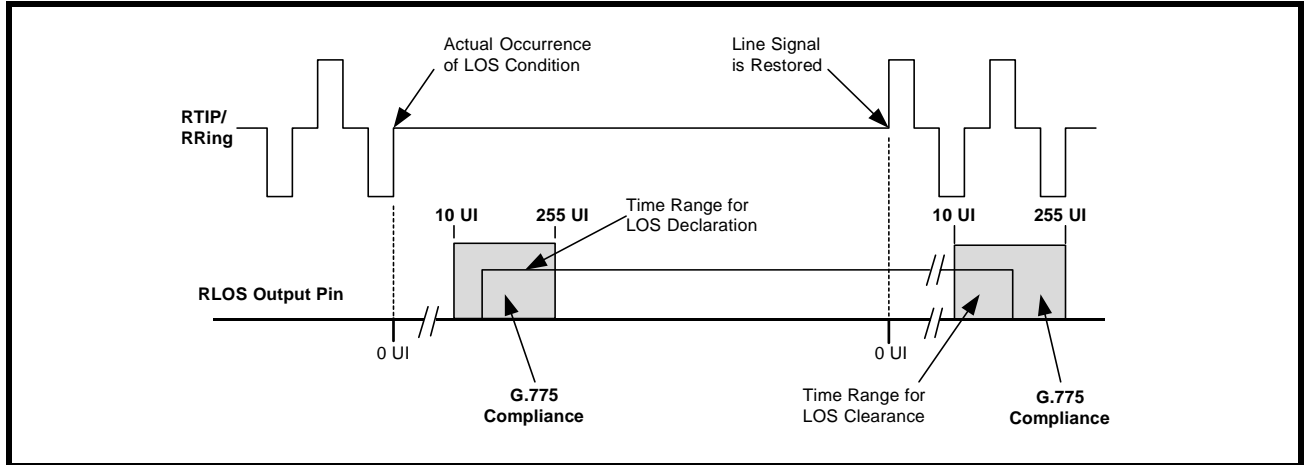 Actual Occurrence
of LOS Condition
Line Signal
is Restored
RTIP/
RRing
10 UI
255 UI
Time Range for
LOS Declaration
10 UI
255 UI
RLOS Output Pin
0 UI
0 UI
G.775
Compliance
Time Range for
LOS Clearance
G.775
Compliance